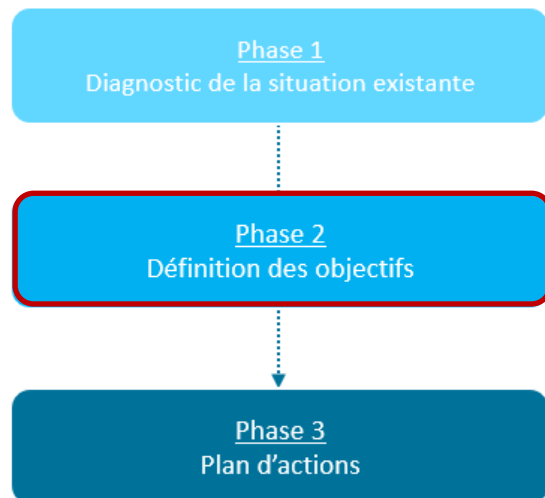 Phase 1
Diagnostic de la situation existante
Phase 2
Définition des objectifs
Phase 3
Plan d’actions